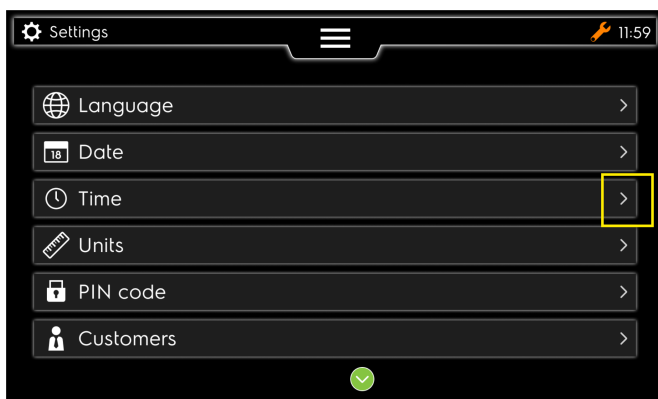 Settings 11:59
Language
18 Date
Time
Units
PIN code
Customers